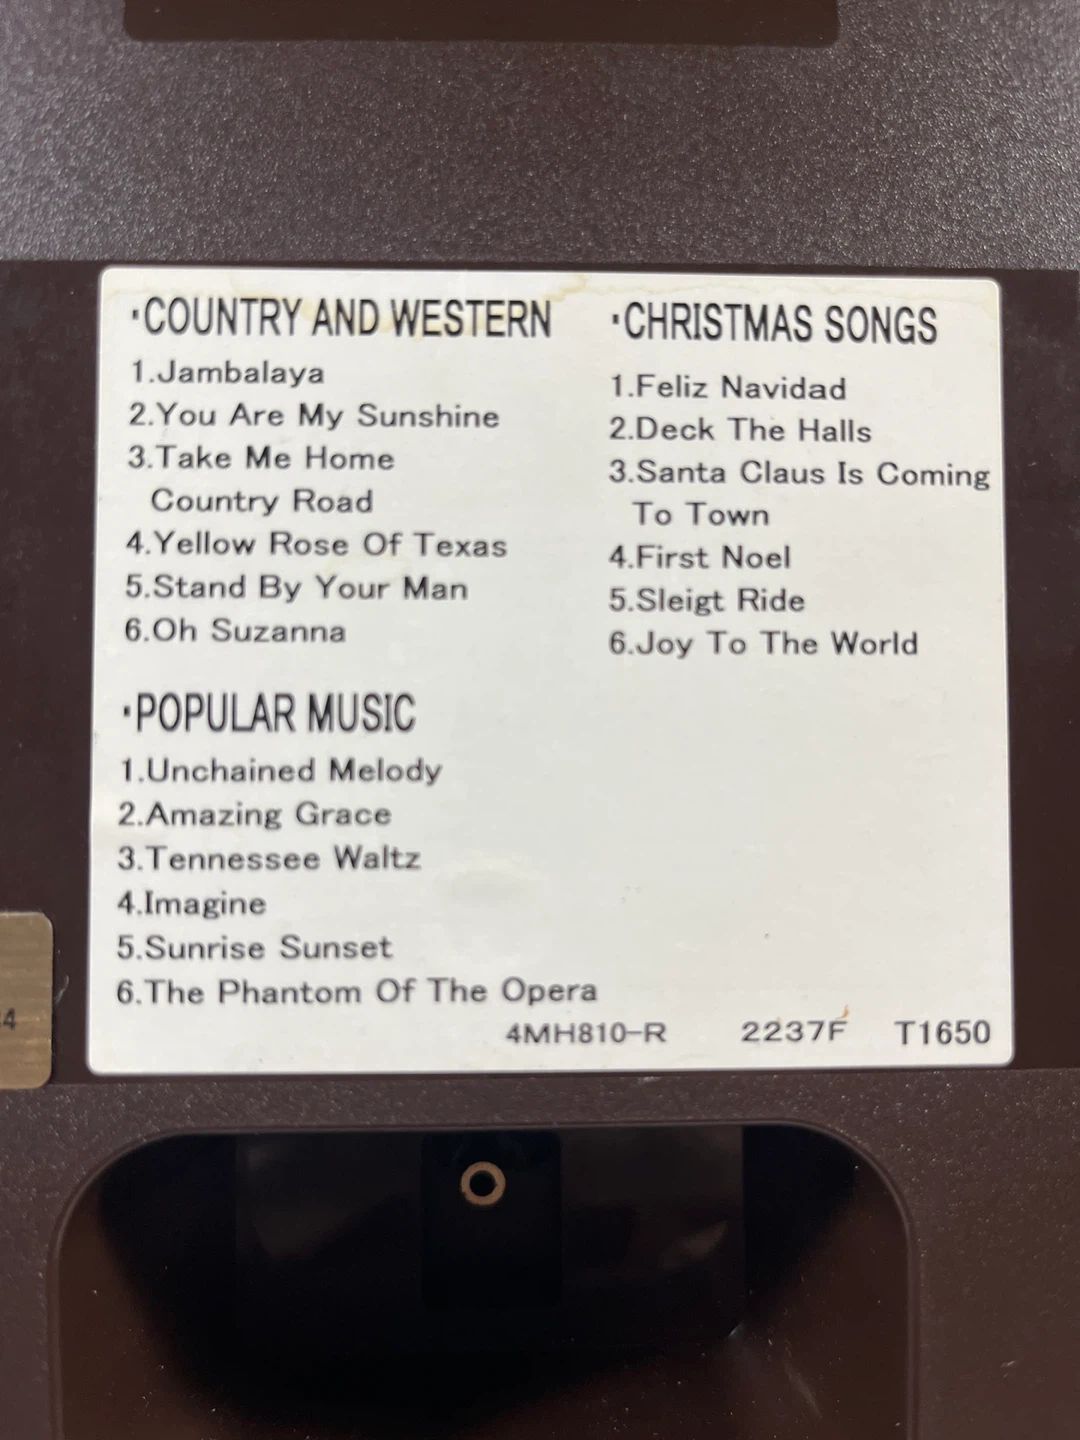 ·COUNTRY AND WESTERN
1.Jambalaya
2.You Are My Sunshine
3.Take Me Home
Country Road
4.Yellow Rose Of Texas
5.Stand By Your Man
6.Oh Suzanna
·POPULAR MUSIC
1.Unchained Melody
2.Amazing Grace
3.Tennessee Waltz
4.Imagine
5.Sunrise Sunset
6.The Phantom Of The Opera
·CHRISTMAS SONGS
1.Feliz Navidad
2.Deck The Halls
3.Santa Claus Is Coming
To Town
4.First Noel
5.Sleigt Ride
6.Joy To The World
4MH810-R 2237F T1650